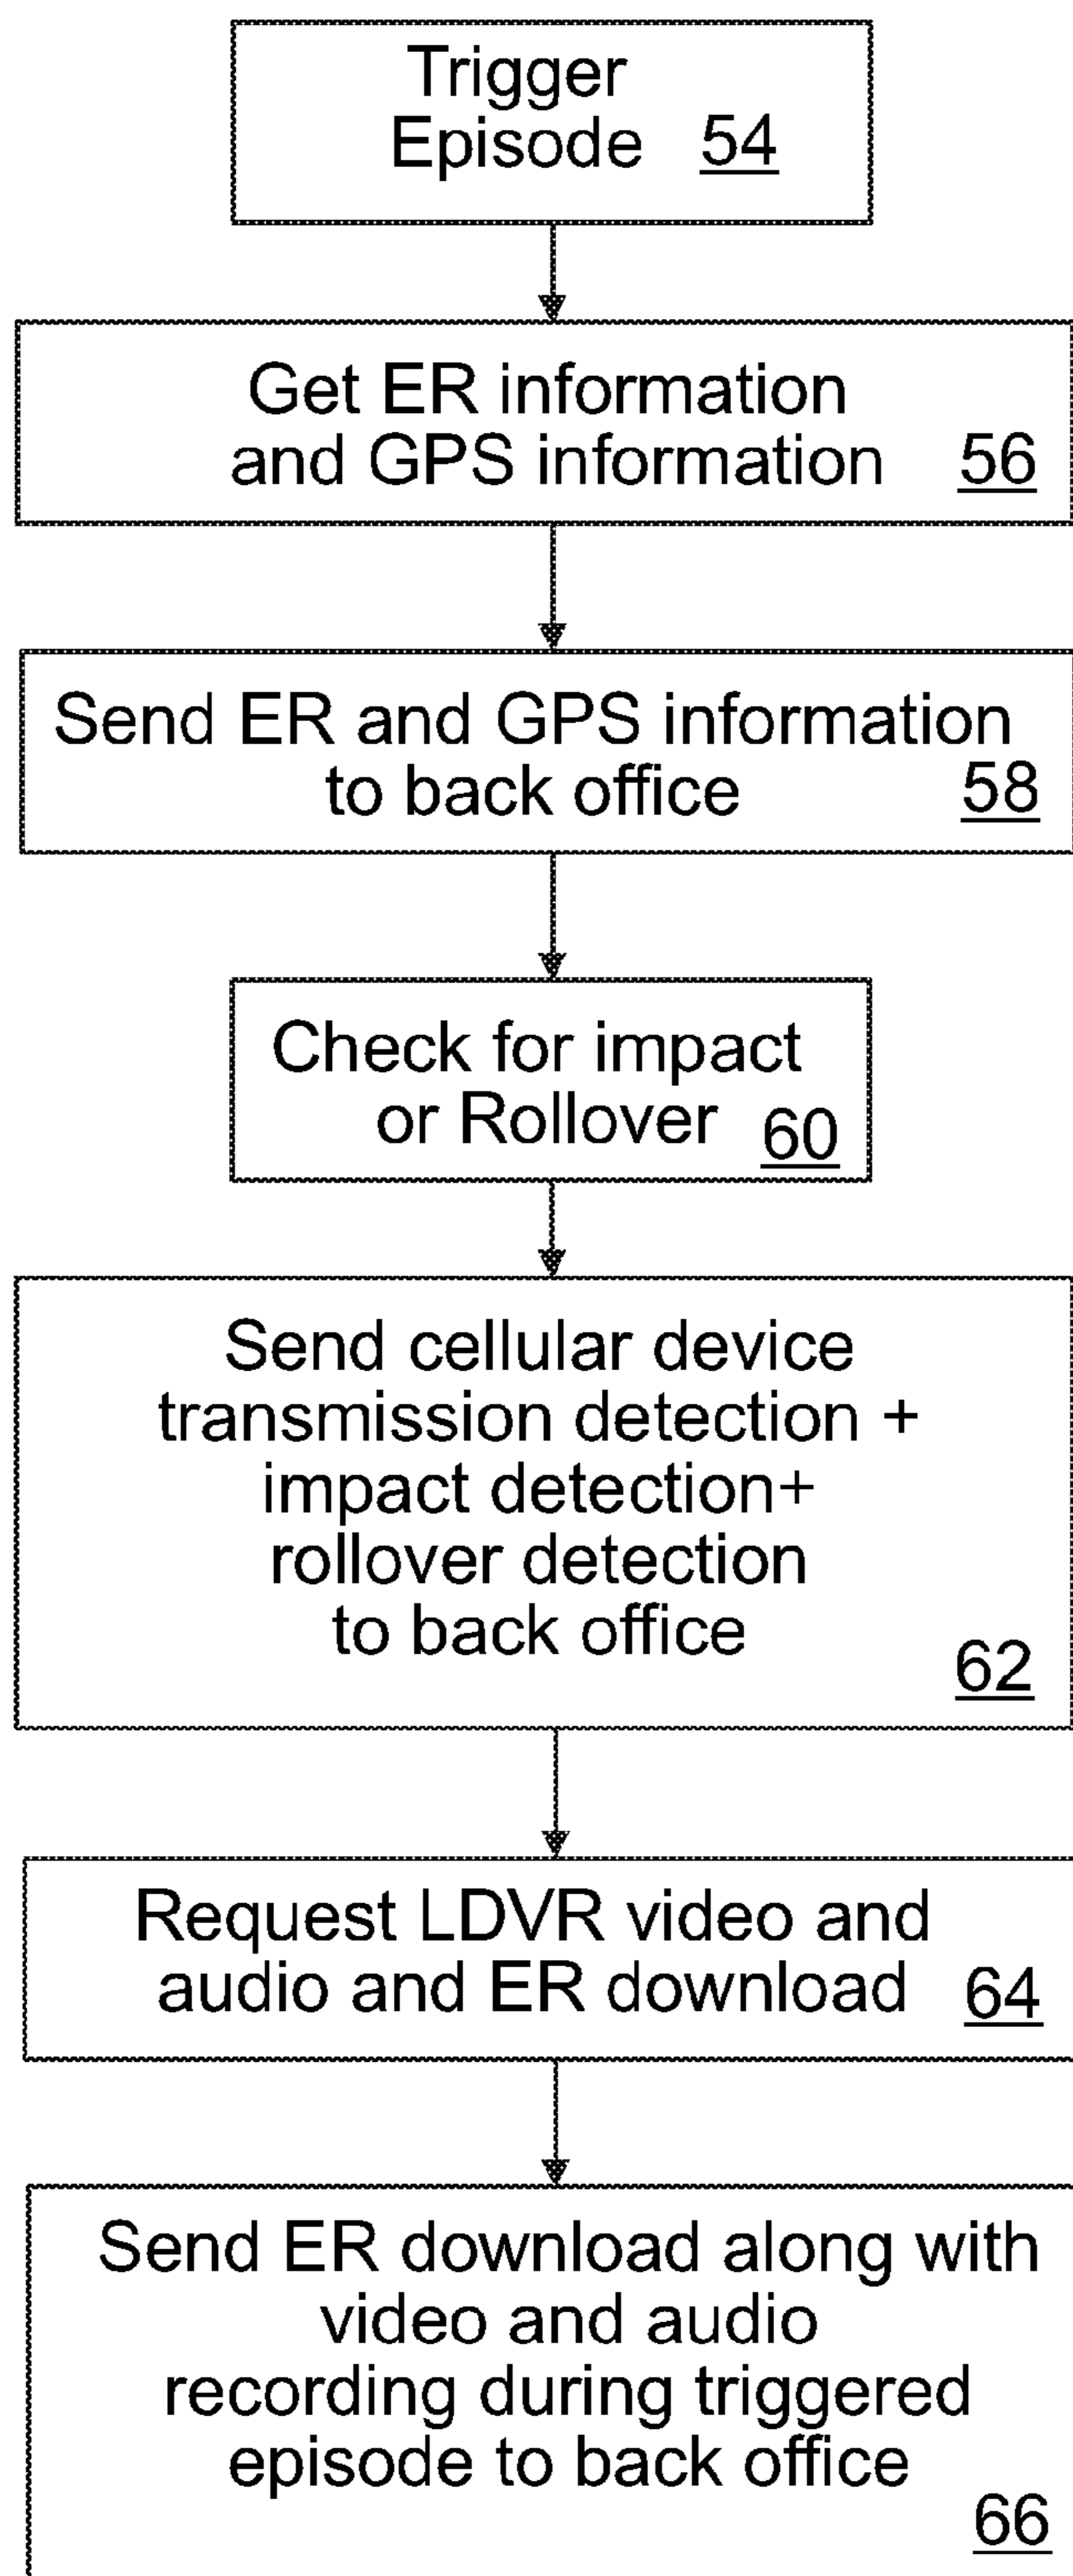 Trigger
Episode 54
Get ER information
and GPS information 56
Send ER and GPS information
to back office 58
Check for impact
or Rollover 60
Send cellular device
transmission detection +
impact detection+
rollover detection
to back office
62
Request LDVR video and
audio and ER download 64
Send ER download along with
video and audio
recording during triggered
episode to back office
66